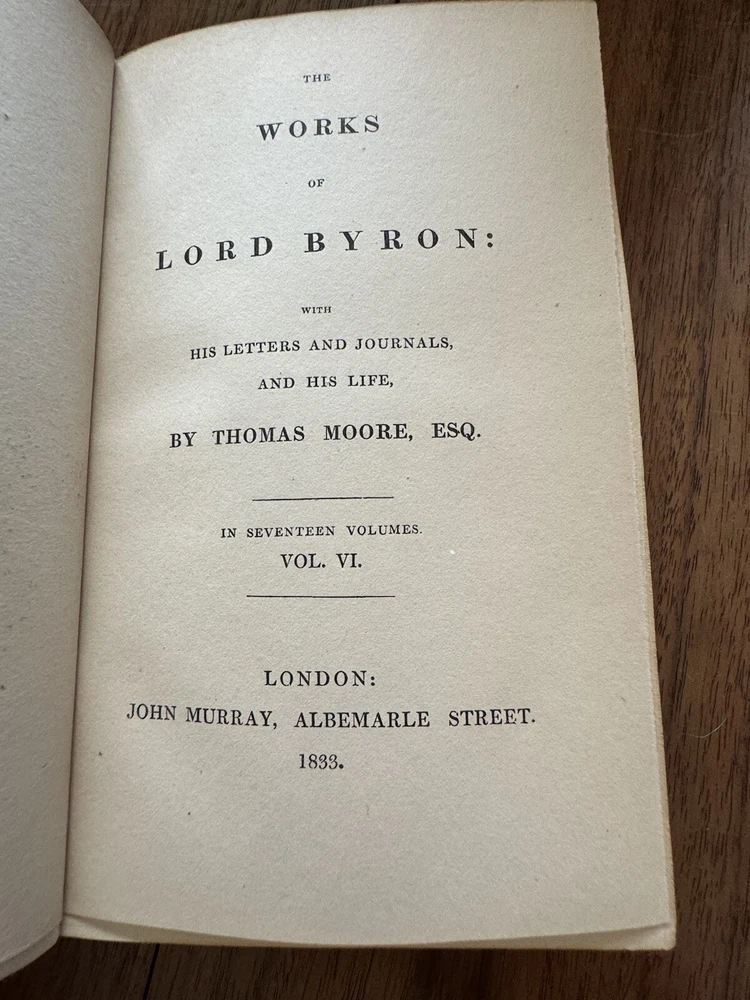 THE
WORKS
OF
LORD BYRON:
WITH
HIS LETTERS AND JOURNALS,
AND HIS LIFE,
BY THOMAS MOORE, ESQ.
IN SEVENTEEN VOLUMES.
VOL. VI.
LONDON:
JOHN MURRAY, ALBEMARLE STREET.
1833.